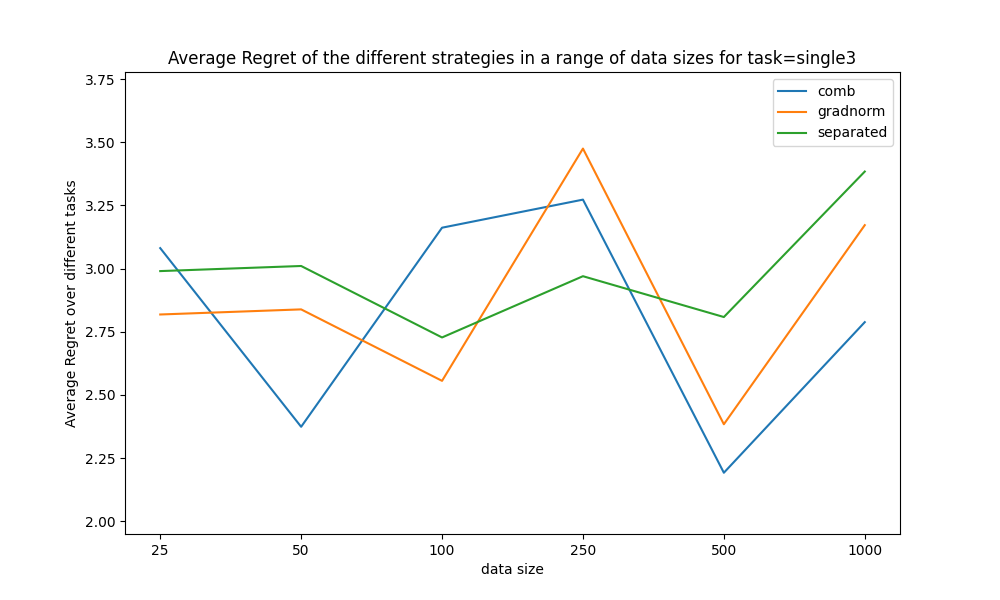 Average Regret of the different strategies in a range of data sizes for task=single3
comb
gradnorm
separated
Average Regret over different tasks
3.75
3.50
3.25
3.00
2.75
2.50
2.25
2.00
25 50 100 250 500 1000
data size